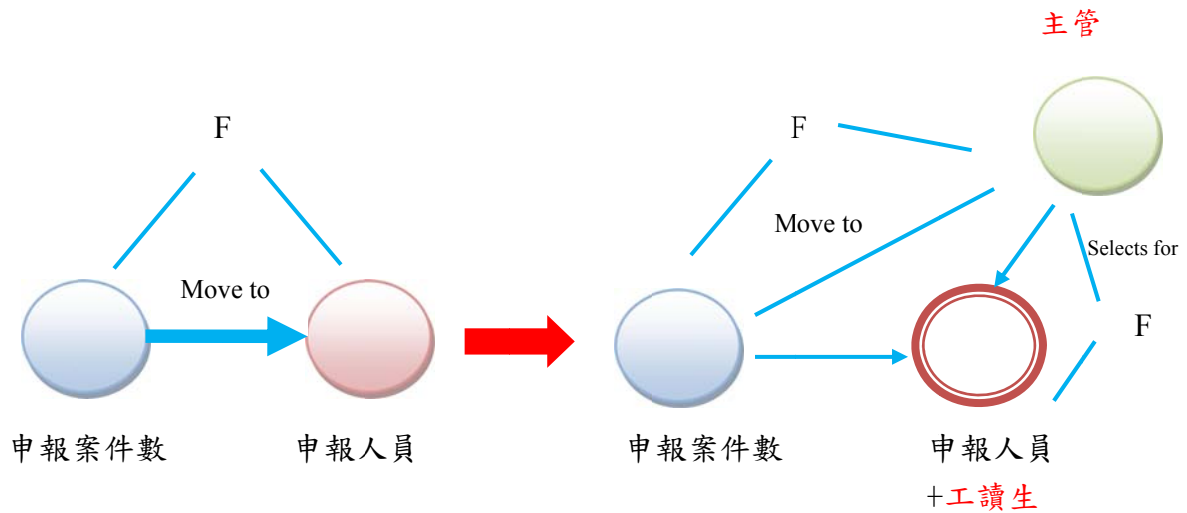 主管
F
F
Move to
Move to
Selects for
F
申報案件數
申報人員
申報案件數
申報人員
+工讀生